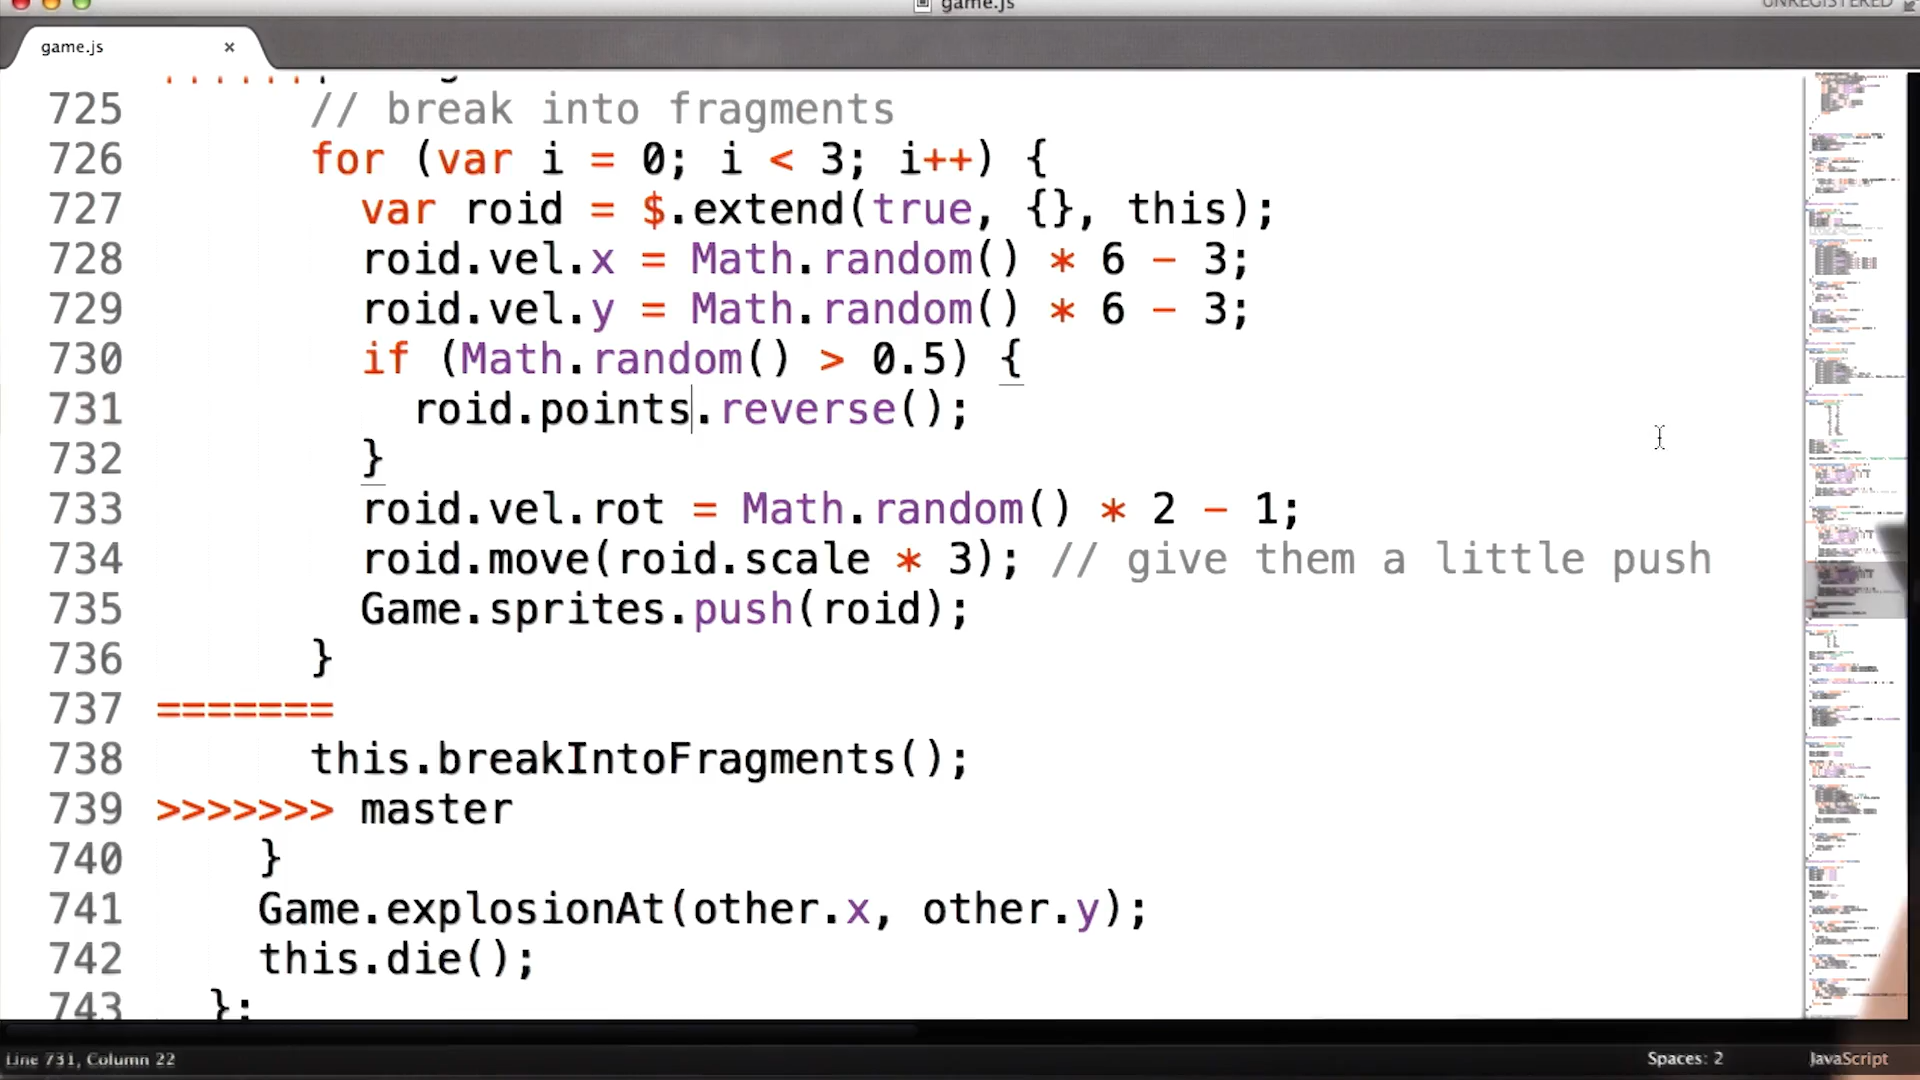 game.js
UNREGISTERED
game.js ×
725 // break into fragments
726 for (var i = 0; i < 3; i++) {
727 var roid = $.extend(true, {}, this);
728 roid.vel.x = Math.random() * 6 - 3;
729 roid.vel.y = Math.random() * 6 - 3;
730 if (Math.random() > 0.5) {
731 roid.points.reverse();
732 }
733 roid.vel.rot = Math.random() * 2 - 1;
734 roid.move(roid.scale * 3); // give them a little push
735 Game.sprites.push(roid);
736 }
737 =======
738 this.breakIntoFragments();
739 >>>>>>> master
740 }
741 Game.explosionAt(other.x, other.y);
742 this.die();
743 };
Line 731, Column 22
Spaces: 2
JavaScript